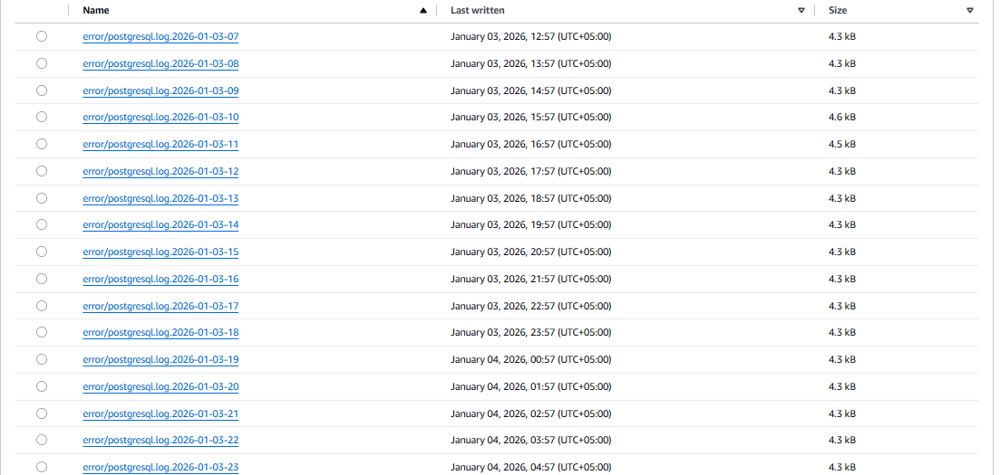 Name Last written Size
error/postgresql.log.2026-01-03-07 January 03, 2026, 12:57 (UTC+05:00) 4.3 kB
error/postgresql.log.2026-01-03-08 January 03, 2026, 13:57 (UTC+05:00) 4.3 kB
error/postgresql.log.2026-01-03-09 January 03, 2026, 14:57 (UTC+05:00) 4.3 kB
error/postgresql.log.2026-01-03-10 January 03, 2026, 15:57 (UTC+05:00) 4.6 kB
error/postgresql.log.2026-01-03-11 January 03, 2026, 16:57 (UTC+05:00) 4.5 kB
error/postgresql.log.2026-01-03-12 January 03, 2026, 17:57 (UTC+05:00) 4.3 kB
error/postgresql.log.2026-01-03-13 January 03, 2026, 18:57 (UTC+05:00) 4.3 kB
error/postgresql.log.2026-01-03-14 January 03, 2026, 19:57 (UTC+05:00) 4.3 kB
error/postgresql.log.2026-01-03-15 January 03, 2026, 20:57 (UTC+05:00) 4.3 kB
error/postgresql.log.2026-01-03-16 January 03, 2026, 21:57 (UTC+05:00) 4.3 kB
error/postgresql.log.2026-01-03-17 January 03, 2026, 22:57 (UTC+05:00) 4.3 kB
error/postgresql.log.2026-01-03-18 January 03, 2026, 23:57 (UTC+05:00) 4.3 kB
error/postgresql.log.2026-01-03-19 January 04, 2026, 00:57 (UTC+05:00) 4.3 kB
error/postgresql.log.2026-01-03-20 January 04, 2026, 01:57 (UTC+05:00) 4.3 kB
error/postgresql.log.2026-01-03-21 January 04, 2026, 02:57 (UTC+05:00) 4.3 kB
error/postgresql.log.2026-01-03-22 January 04, 2026, 03:57 (UTC+05:00) 4.3 kB
error/postgresql.log.2026-01-03-23 January 04, 2026, 04:57 (UTC+05:00) 4.3 kB